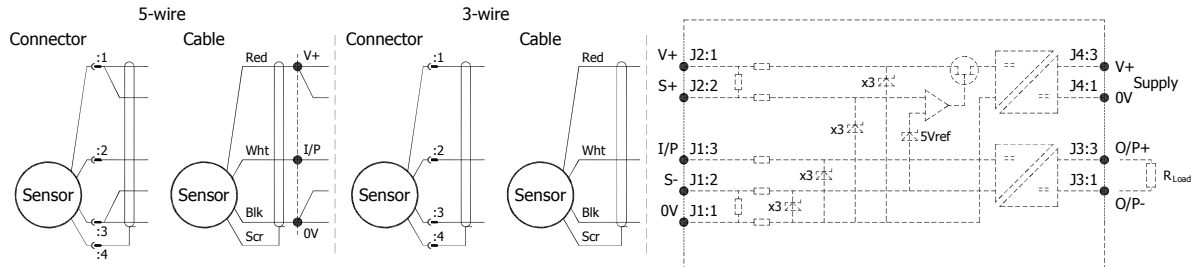 5-wire
3-wire
Connector
Cable
Connector
Cable
:1
:2
:3
:4
Sensor
Red
Wht
Blk
Scr
Sensor
V+
I/P
0V
:1
:2
:3
:4
Sensor
Red
Wht
Blk
Scr
Sensor
V+ J2:1
S+ J2:2
I/P J1:3
S- J1:2
0V J1:1
x3
x3
x3
x3
5Vref
J4:3 V+
Supply
J4:1 0V
J3:3 O/P+
RLoad
J3:1
O/P-